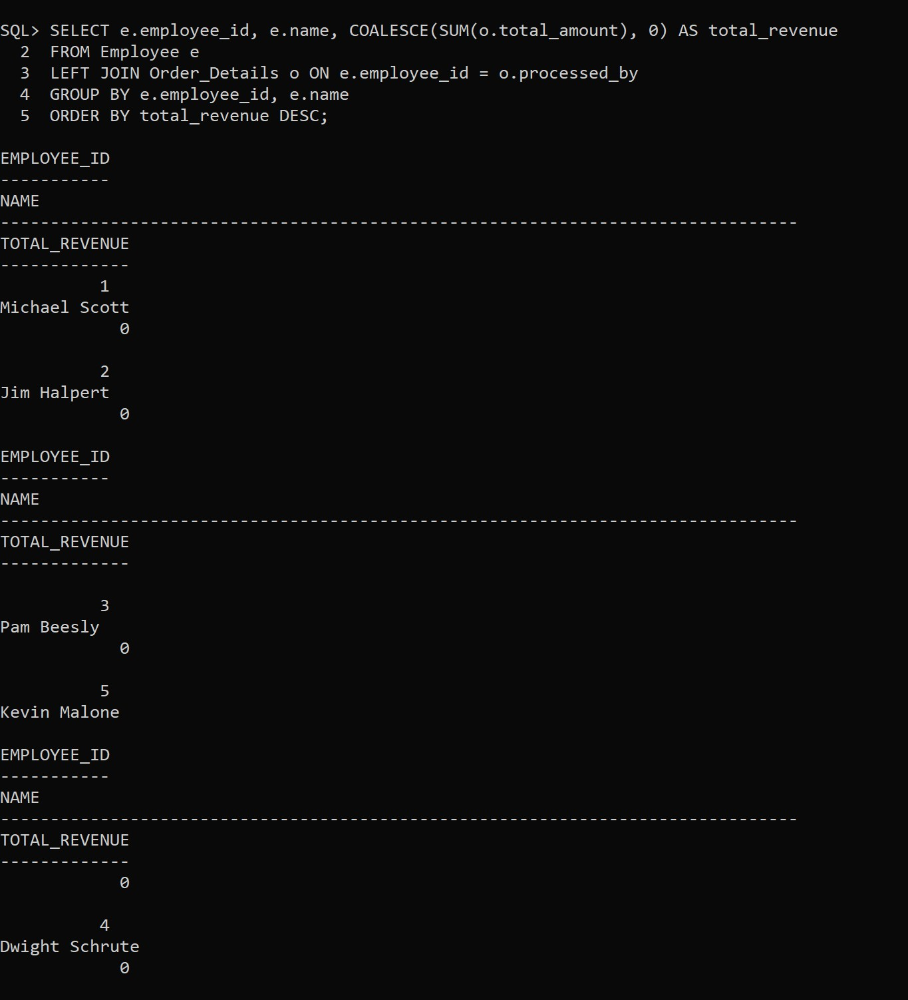 SQL> SELECT e.employee_id, e.name, COALESCE(SUM(o.total_amount), 0) AS total_revenue
  2  FROM Employee e
  3  LEFT JOIN Order_Details o ON e.employee_id = o.processed_by
  4  GROUP BY e.employee_id, e.name
  5  ORDER BY total_revenue DESC;

EMPLOYEE_ID
-----------
NAME
--------------------------------------------------------------------------------
TOTAL_REVENUE
-------------
          1
Michael Scott
            0

          2
Jim Halpert
            0

EMPLOYEE_ID
-----------
NAME
--------------------------------------------------------------------------------
TOTAL_REVENUE
-------------

          3
Pam Beesly
            0

          5
Kevin Malone

EMPLOYEE_ID
-----------
NAME
--------------------------------------------------------------------------------
TOTAL_REVENUE
-------------
            0

          4
Dwight Schrute
            0